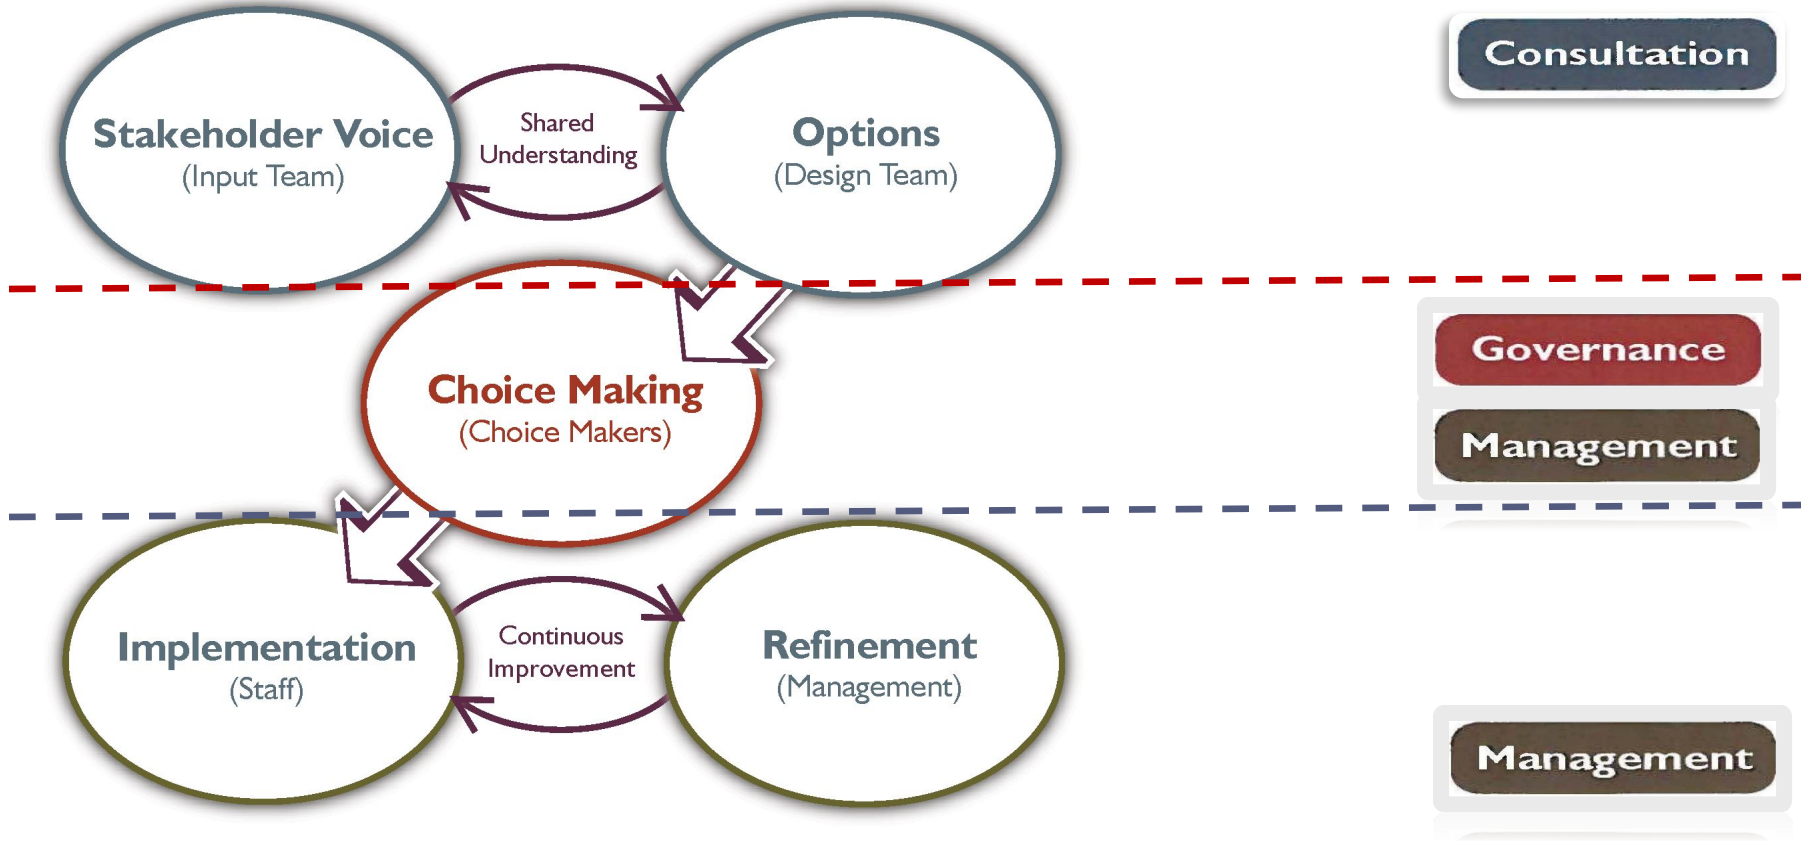 Stakeholder Voice
(Input Team)
Shared
Understanding
Options
(Design Team)
Consultation
Choice Making
(Choice Makers)
Governance
Management
Implementation
(Staff)
Continuous
Improvement
Refinement
(Management)
Management